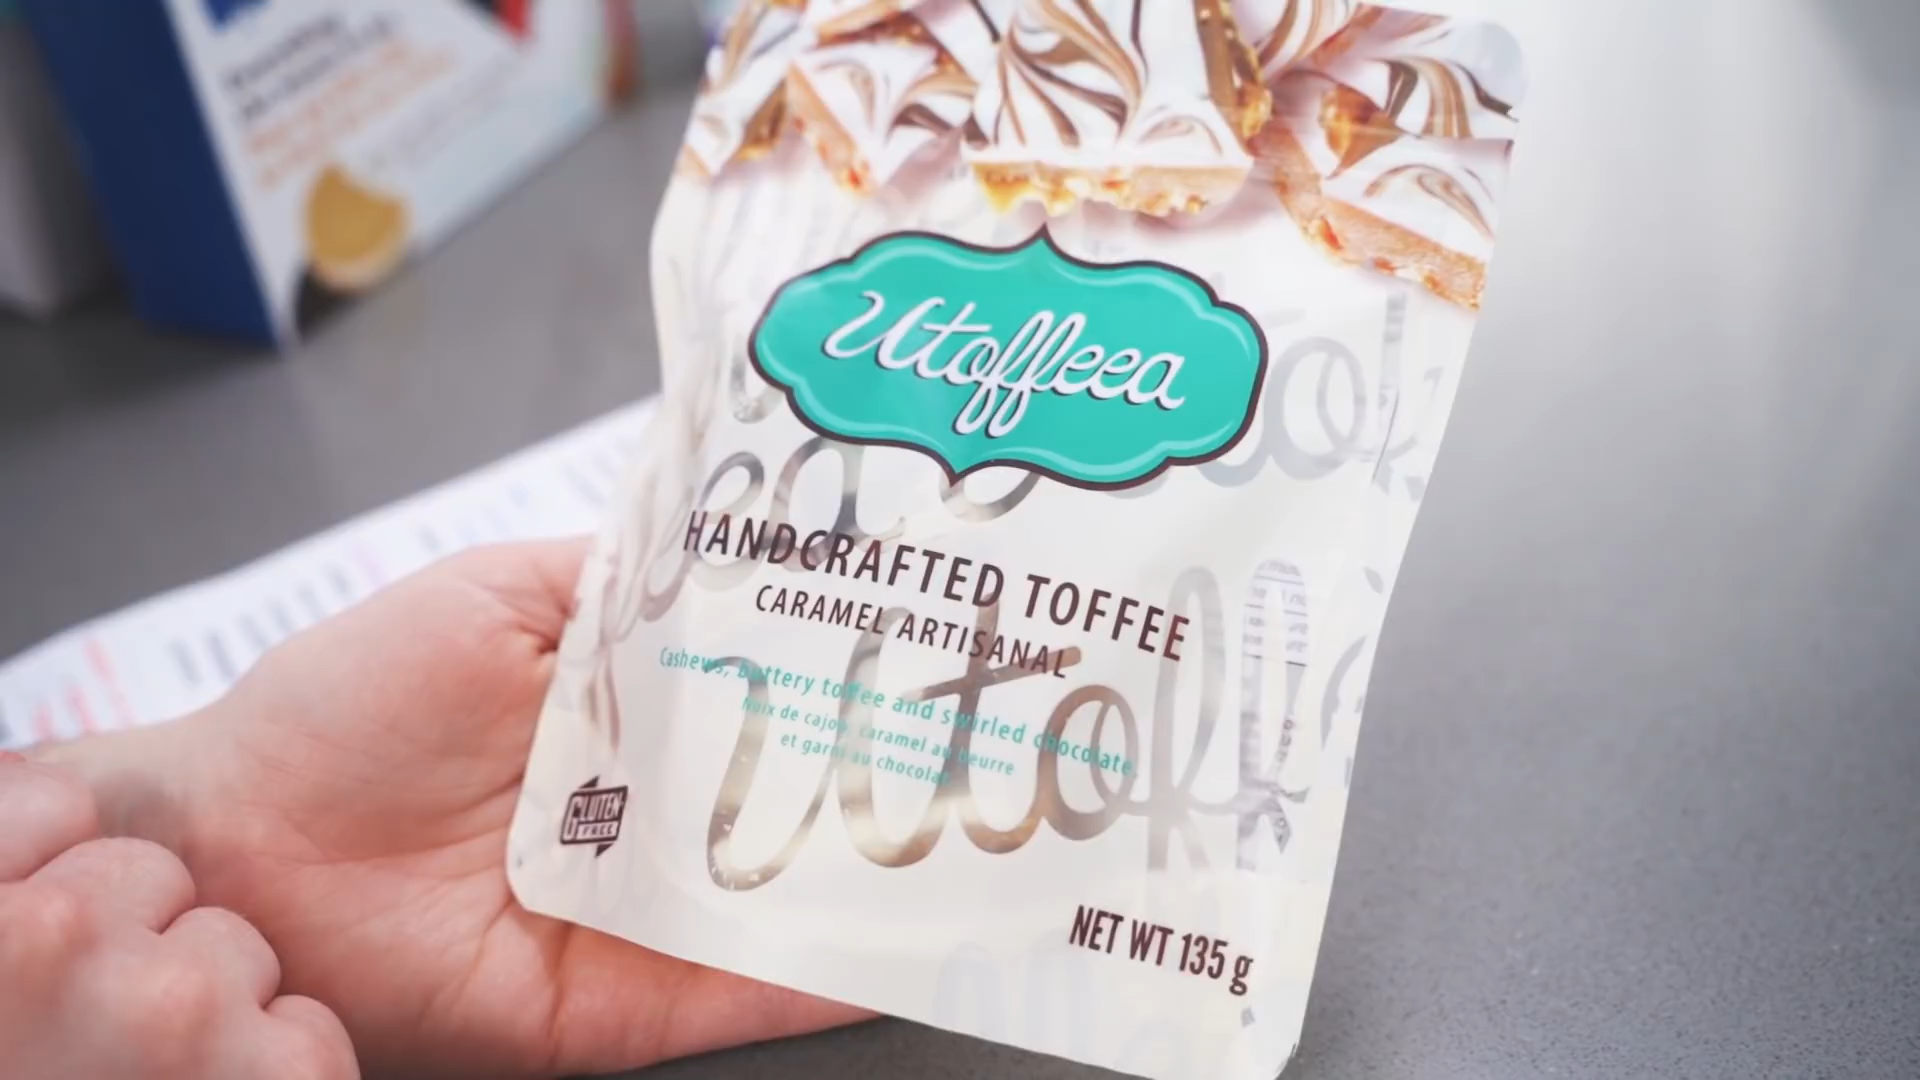 Utoffeea
HANDCRAFTED TOFFEE
CARAMEL ARTISANAL
Cashews, buttery toffee and swirled chocolate.
Noix de cajou, caramel au beurre
et garni au chocolat
GLUTEN-
FREE
NET WT 135 g